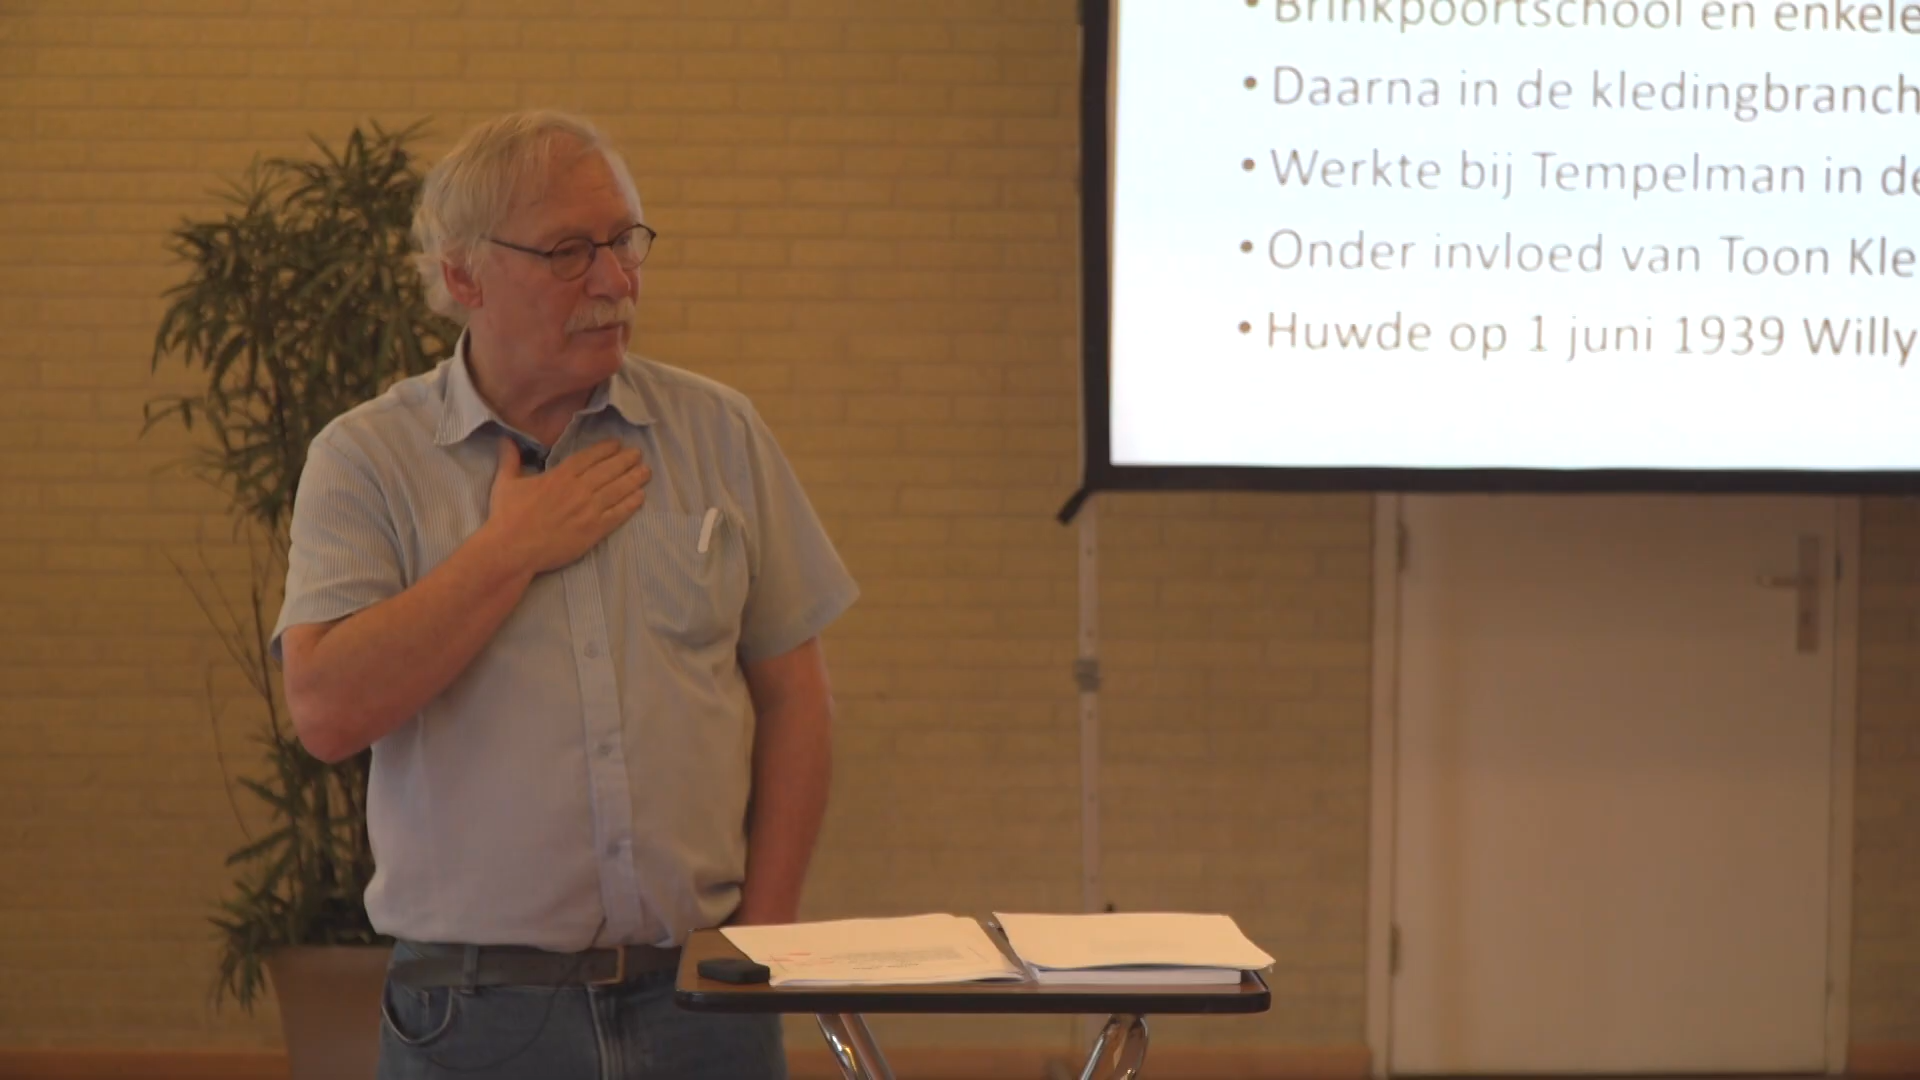 • Brinkpoortschool en enkele
• Daarna in de kledingbranch
• Werkte bij Tempelman in de
• Onder invloed van Toon Kle
• Huwde op 1 juni 1939 Willy